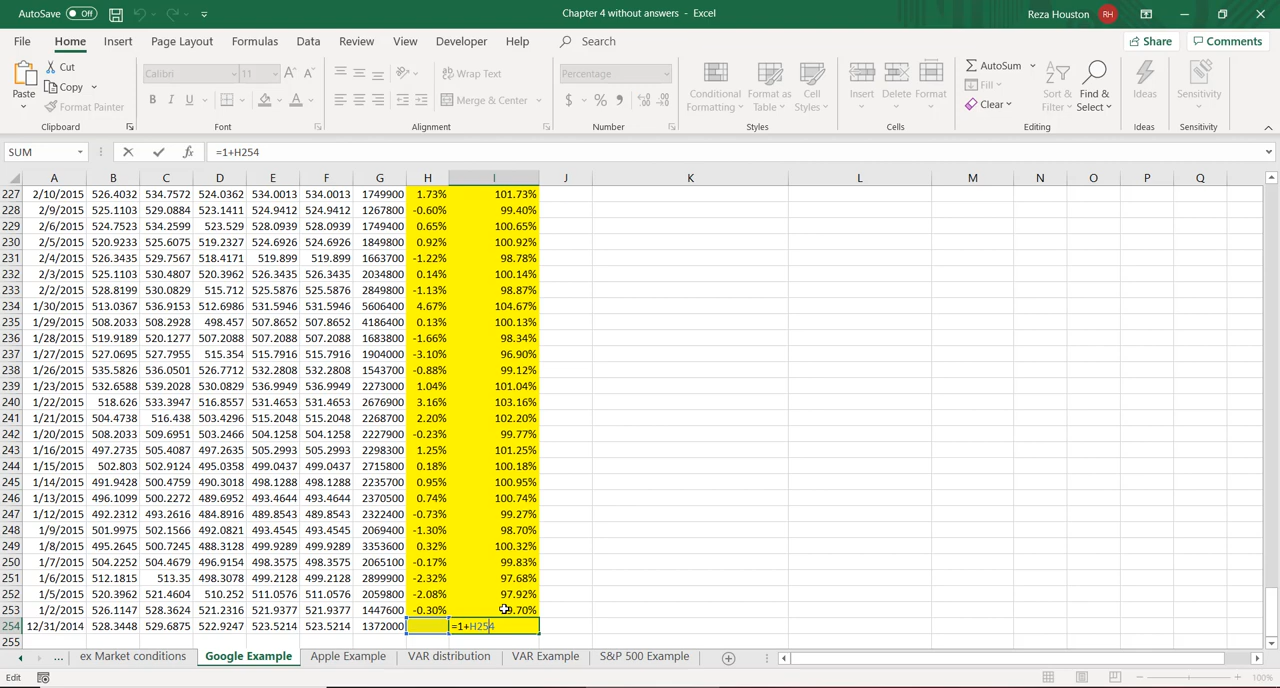 AutoSave Off Chapter 4 without answers - Excel Reza Houston RH
File Home Insert Page Layout Formulas Data Review View Developer Help Search Share Comments
Paste Cut Copy Format Painter Clipboard
Calibri 11 B I U Font
Wrap Text Merge & Center Alignment
Percentage $ % Number
Conditional Formatting Format as Table Cell Styles Styles
Insert Delete Format Cells
AutoSum Fill Clear Sort & Filter Find & Select Editing
Ideas Ideas
Sensitivity Sensitivity
SUM fx =1+H254
A B C D E F G H I J K L M N O P Q
227 2/10/2015 526.4032 534.7572 524.0362 534.0013 534.0013 1749900 1.73% 101.73%
228 2/9/2015 525.1103 529.0884 523.1411 524.9412 524.9412 1267800 -0.60% 99.40%
229 2/6/2015 524.7523 534.2599 523.529 528.0939 528.0939 1749400 0.65% 100.65%
230 2/5/2015 520.9233 525.6075 519.2327 524.6926 524.6926 1849800 0.92% 100.92%
231 2/4/2015 526.3435 529.7567 518.4171 519.899 519.899 1663700 -1.22% 98.78%
232 2/3/2015 525.1103 530.4807 520.3962 526.3435 526.3435 2034800 0.14% 100.14%
233 2/2/2015 528.8199 530.0829 515.712 525.5876 525.5876 2849800 -1.13% 98.87%
234 1/30/2015 513.0367 536.9153 512.6986 531.5946 531.5946 5606400 4.67% 104.67%
235 1/29/2015 508.2033 508.2928 498.457 507.8652 507.8652 4186400 0.13% 100.13%
236 1/28/2015 519.9189 520.1277 507.2088 507.2088 507.2088 1683800 -1.66% 98.34%
237 1/27/2015 527.0695 527.7955 515.354 515.7916 515.7916 1904000 -3.10% 96.90%
238 1/26/2015 535.5826 536.0501 526.7712 532.2808 532.2808 1543700 -0.88% 99.12%
239 1/23/2015 532.6588 539.2028 530.0829 536.9949 536.9949 2273000 1.04% 101.04%
240 1/22/2015 518.626 533.3947 516.8557 531.4653 531.4653 2676900 3.16% 103.16%
241 1/21/2015 504.4738 516.438 503.4296 515.2048 515.2048 2268700 2.20% 102.20%
242 1/20/2015 508.2033 509.6951 503.2466 504.1258 504.1258 2227900 -0.23% 99.77%
243 1/16/2015 497.2735 505.4087 497.2635 505.2993 505.2993 2298300 1.25% 101.25%
244 1/15/2015 502.803 502.9124 495.0358 499.0437 499.0437 2715800 0.18% 100.18%
245 1/14/2015 491.9428 500.4759 490.3018 498.1288 498.1288 2235700 0.95% 100.95%
246 1/13/2015 496.1099 500.2272 489.6952 493.4644 493.4644 2370500 0.74% 100.74%
247 1/12/2015 492.2312 493.2616 484.8916 489.8543 489.8543 2322400 -0.73% 99.27%
248 1/9/2015 501.9975 502.1566 492.0821 493.4545 493.4545 2069400 -1.30% 98.70%
249 1/8/2015 495.2645 500.7245 488.3128 499.9289 499.9289 3353600 0.32% 100.32%
250 1/7/2015 504.2252 504.4679 496.9154 498.3575 498.3575 2065100 -0.17% 99.83%
251 1/6/2015 512.1815 513.35 498.3078 499.2128 499.2128 2899900 -2.32% 97.68%
252 1/5/2015 520.3962 521.4604 510.252 511.0576 511.0576 2059800 -2.08% 97.92%
253 1/2/2015 526.1147 528.3624 521.2316 521.9377 521.9377 1447600 -0.30%
254 12/31/2014 528.3448 529.6875 522.9247 523.5214 523.5214 1372000 =1+H254
255
... ex Market conditions Google Example Apple Example VAR distribution VAR Example S&P 500 Example
Edit 100%